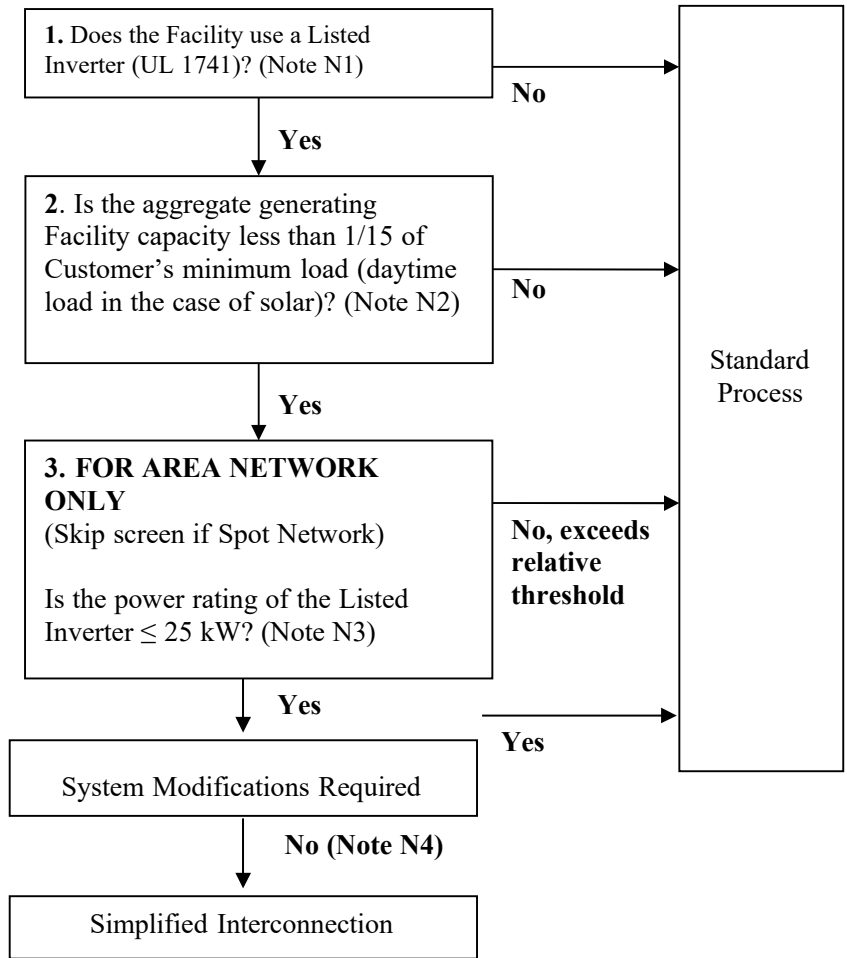 1. Does the Facility use a Listed
Inverter (UL 1741)? (Note N1)
No
Yes
2. Is the aggregate generating
Facility capacity less than 1/15 of
Customer’s minimum load (daytime
load in the case of solar)? (Note N2)
No
Yes
Standard
Process
3. FOR AREA NETWORK
ONLY
(Skip screen if Spot Network)
Is the power rating of the Listed
Inverter ≤ 25 kW? (Note N3)
No, exceeds
relative
threshold
Yes
Yes
System Modifications Required
No (Note N4)
Simplified Interconnection